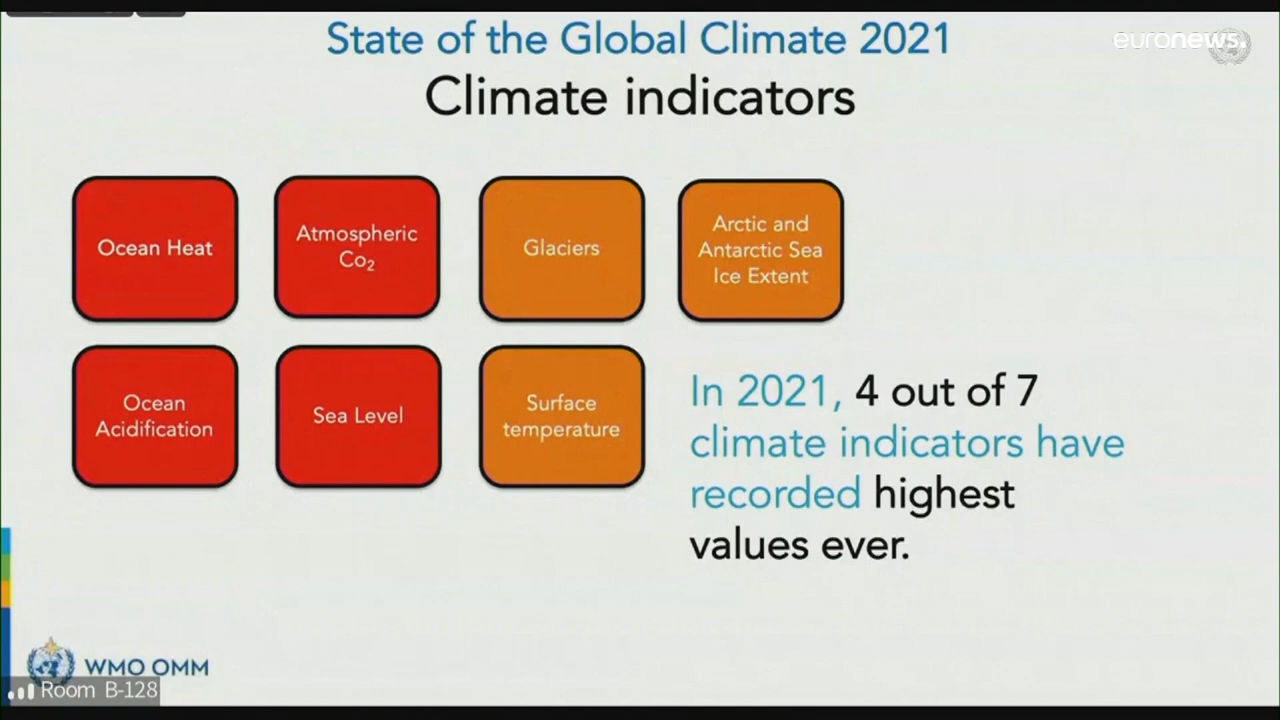 State of the Global Climate 2021
euronews.
Climate indicators
Ocean Heat
Atmospheric
Co₂
Glaciers
Arctic and
Antarctic Sea
Ice Extent
Ocean
Acidification
Sea Level
Surface
temperature
In 2021, 4 out of 7
climate indicators have
recorded highest
values ever.
WMO OMM
Room B-128